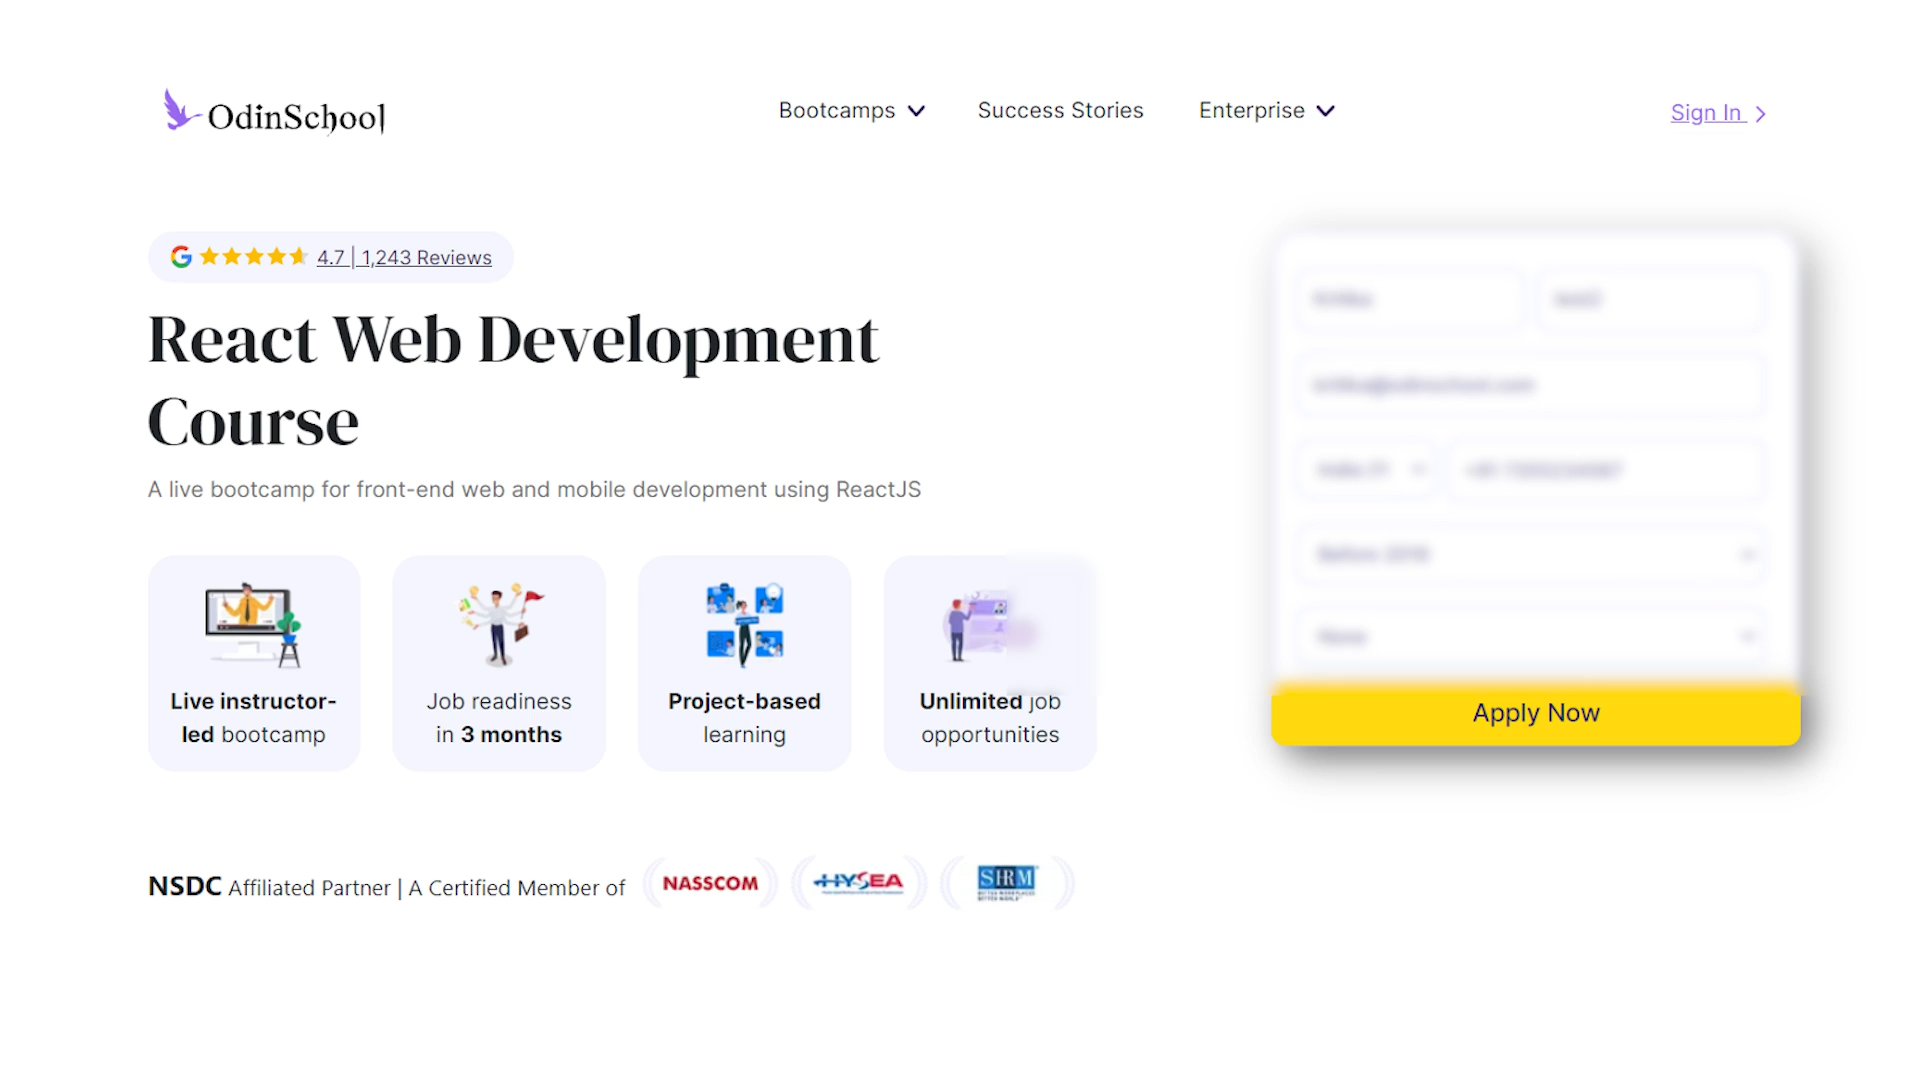 OdinSchool
Bootcamps
Success Stories
Enterprise
Sign In
4.7 | 1,243 Reviews
React Web Development
Course
A live bootcamp for front-end web and mobile development using ReactJS
Live instructor-
led bootcamp
Job readiness
in 3 months
Project-based
learning
Unlimited job
opportunities
Apply Now
NSDC Affiliated Partner | A Certified Member of
NASSCOM
HYSEA
SHRM